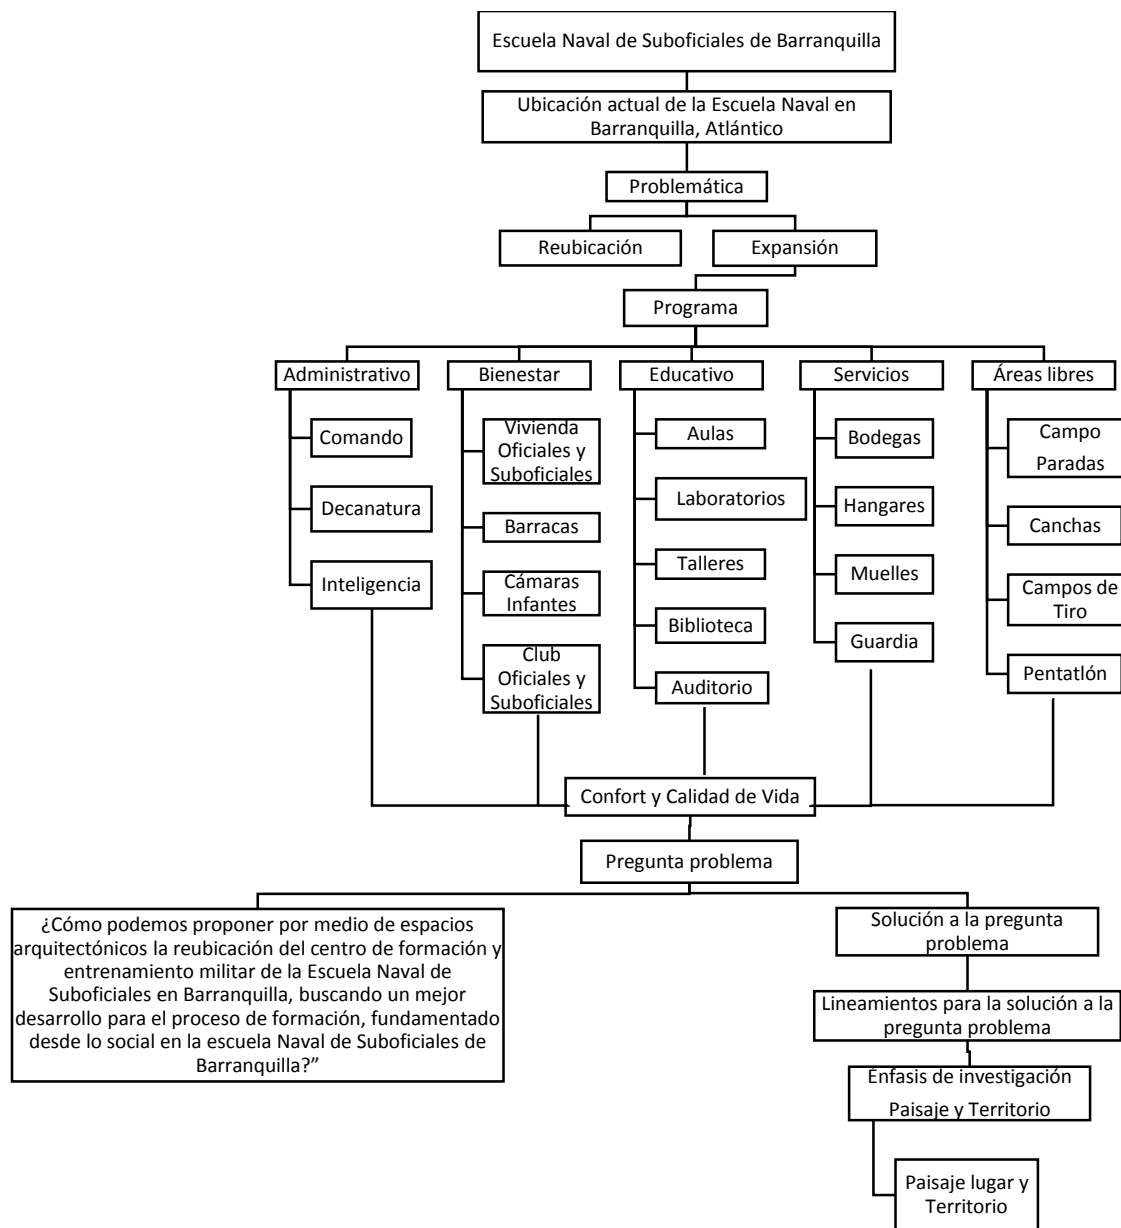 Escuela Naval de Suboficiales de Barranquilla
Ubicación actual de la Escuela Naval en
Barranquilla, Atlántico
Problemática
Reubicación
Expansión
Programa
Administrativo
Bienestar
Educativo
Servicios
Áreas libres
Comando
Decanatura
Inteligencia
Vivienda
Oficiales y
Suboficiales
Barracas
Cámaras
Infantes
Club
Oficiales y
Suboficiales
Aulas
Laboratorios
Talleres
Biblioteca
Auditorio
Bodegas
Hangares
Muelles
Guardia
Campo
Paradas
Canchas
Campos de
Tiro
Pentatlón
Confort y Calidad de Vida
Pregunta problema
¿Cómo podemos proponer por medio de espacios
arquitectónicos la reubicación del centro de formación y
entrenamiento militar de la Escuela Naval de
Suboficiales en Barranquilla, buscando un mejor
desarrollo para el proceso de formación, fundamentado
desde lo social en la escuela Naval de Suboficiales de
Barranquilla?”
Solución a la pregunta
problema
Lineamientos para la solución a la
pregunta problema
Énfasis de investigación
Paisaje y Territorio
Paisaje lugar y
Territorio